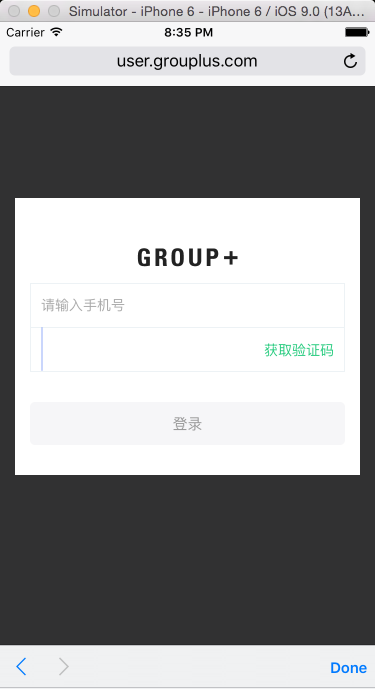 Simulator - iPhone 6 - iPhone 6 / iOS 9.0 (13A...
Carrier 8:35 PM
user.grouplus.com
GROUP+
请输入手机号
获取验证码
登录
Done